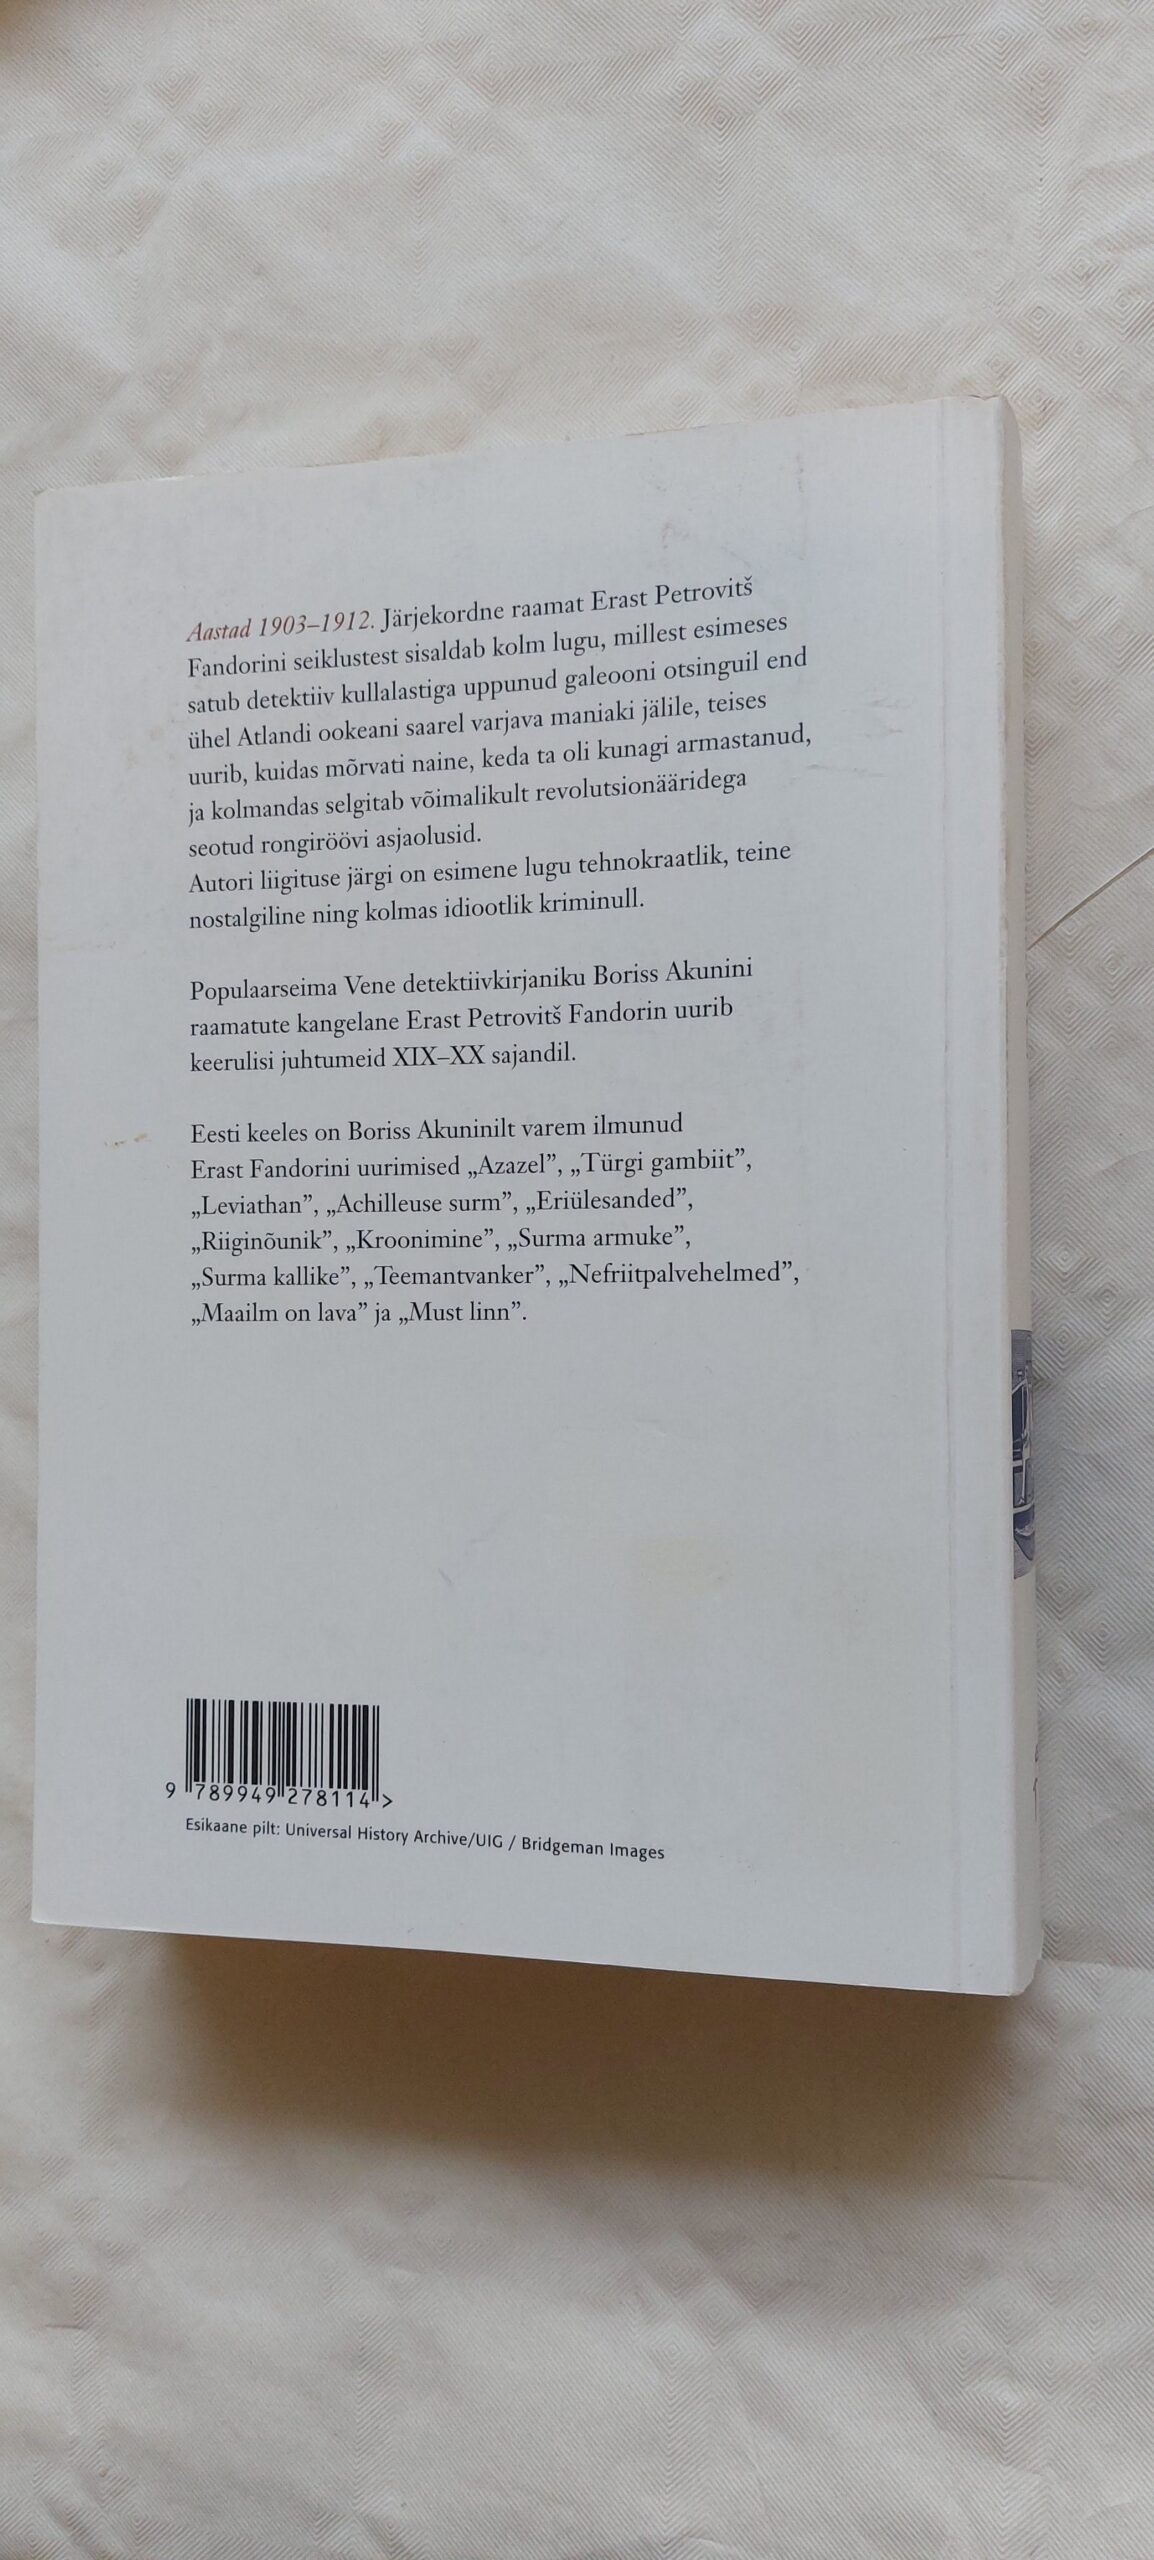 Aastad 1903–1912. Järjekordne raamat Erast Petrovitš
Fandorini seiklustest sisaldab kolm lugu, millest esimeses
satub detektiiv kullalastiga uppunud galeooni otsinguil end
ühel Atlandi ookeani saarel varjava maniaki jälile, teises
uurib, kuidas mõrvati naine, keda ta oli kunagi armastanud,
ja kolmandas selgitab võimalikult revolutsionääridega
seotud rongiröövi asjaolusid.
Autori liigituse järgi on esimene lugu tehnokraatlik, teine
nostalgiline ning kolmas idiootlik kriminull.
Populaarseima Vene detektiivkirjaniku Boriss Akunini
raamatute kangelane Erast Petrovitš Fandorin uurib
keerulisi juhtumeid XIX–XX sajandil.
Eesti keeles on Boriss Akuninilt varem ilmunud
Erast Fandorini uurimised „Azazel”, „Türgi gambiit”,
„Leviathan”, „Achilleuse surm”, „Eriülesanded”,
„Riiginõunik”, „Kroonimine”, „Surma armuke”,
„Surma kallike”, „Teemantvanker”, „Nefriitpalvehelmed”,
„Maailm on lava” ja „Must linn”.
9 789949 278114 >
Esikaane pilt: Universal History Archive/UIG / Bridgeman Images